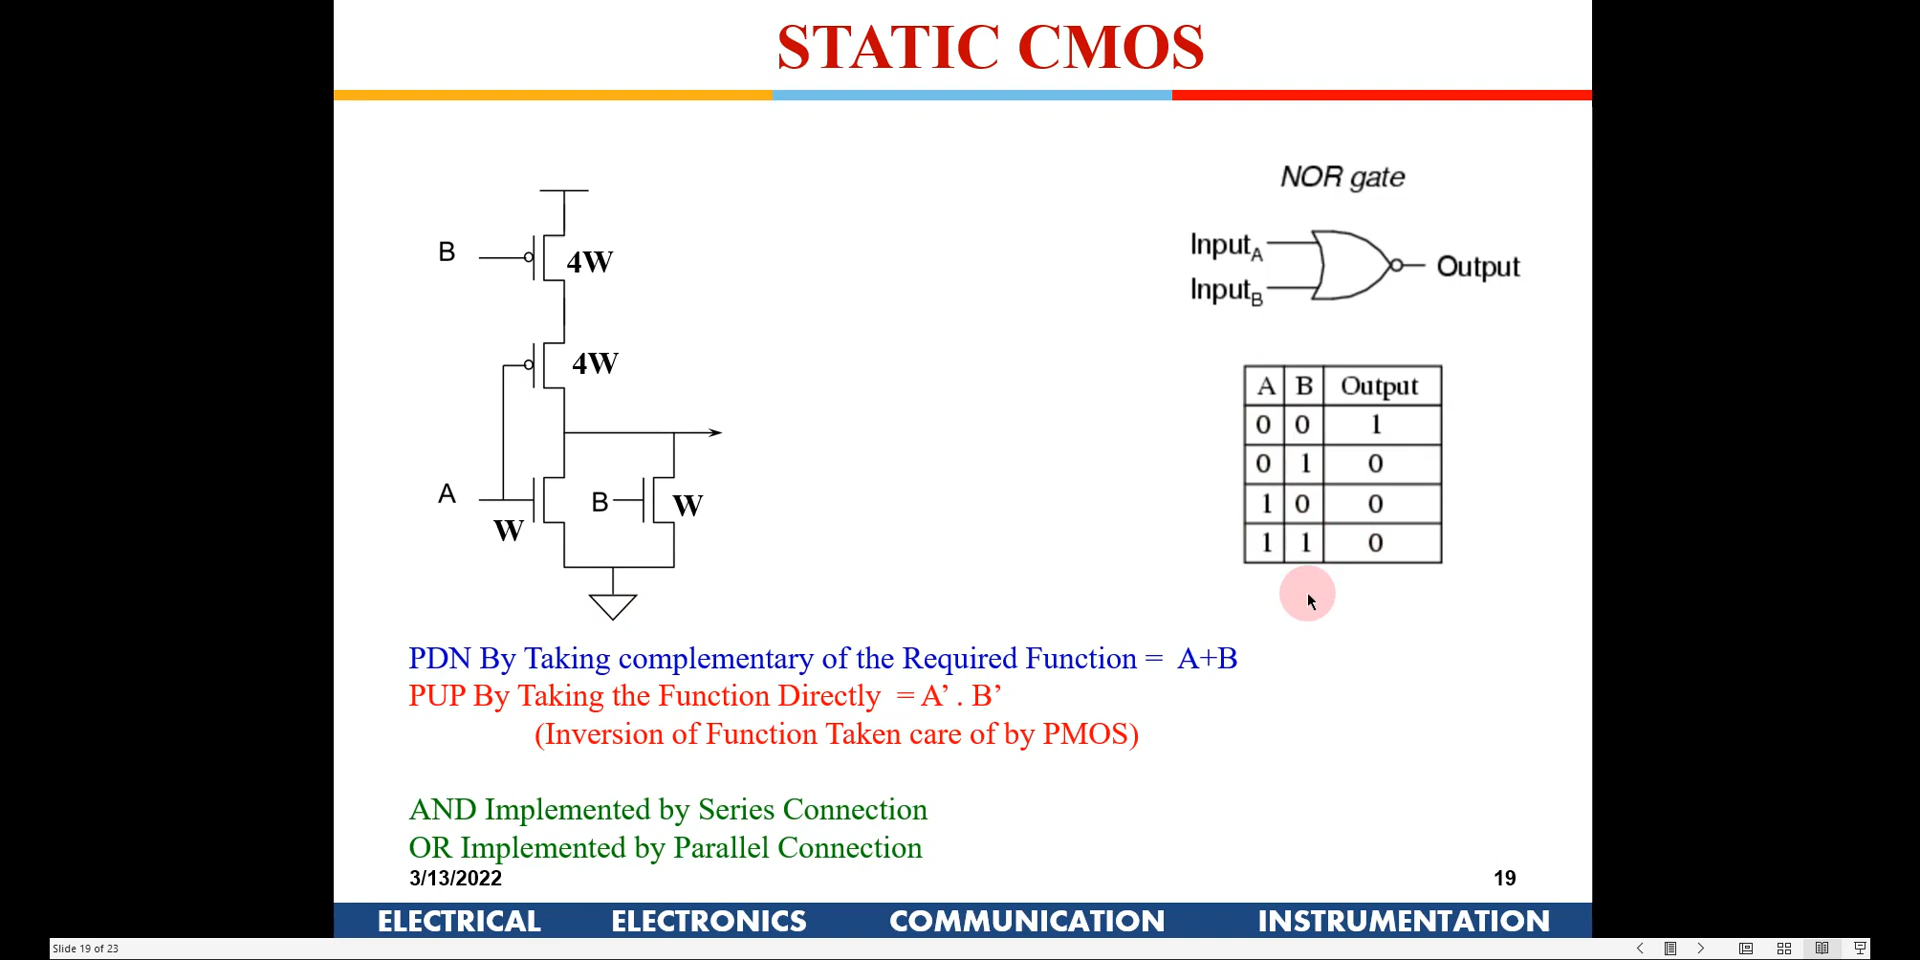 STATIC CMOS
NOR gate
B
4W
Input_A
Input_B
Output
4W
A B Output
0 0 1
0 1 0
1 0 0
1 1 0
A
W
B
W
PDN By Taking complementary of the Required Function = A+B
PUP By Taking the Function Directly = A’ . B’
(Inversion of Function Taken care of by PMOS)
AND Implemented by Series Connection
OR Implemented by Parallel Connection
3/13/2022
19
ELECTRICAL ELECTRONICS COMMUNICATION INSTRUMENTATION
Slide 19 of 23